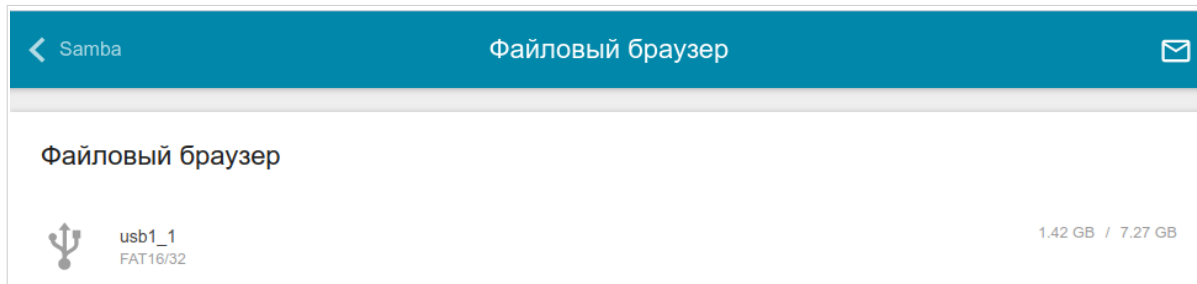 Samba
Файловый браузер
Файловый браузер
usb1_1
1.42 GB / 7.27 GB
FAT16/32